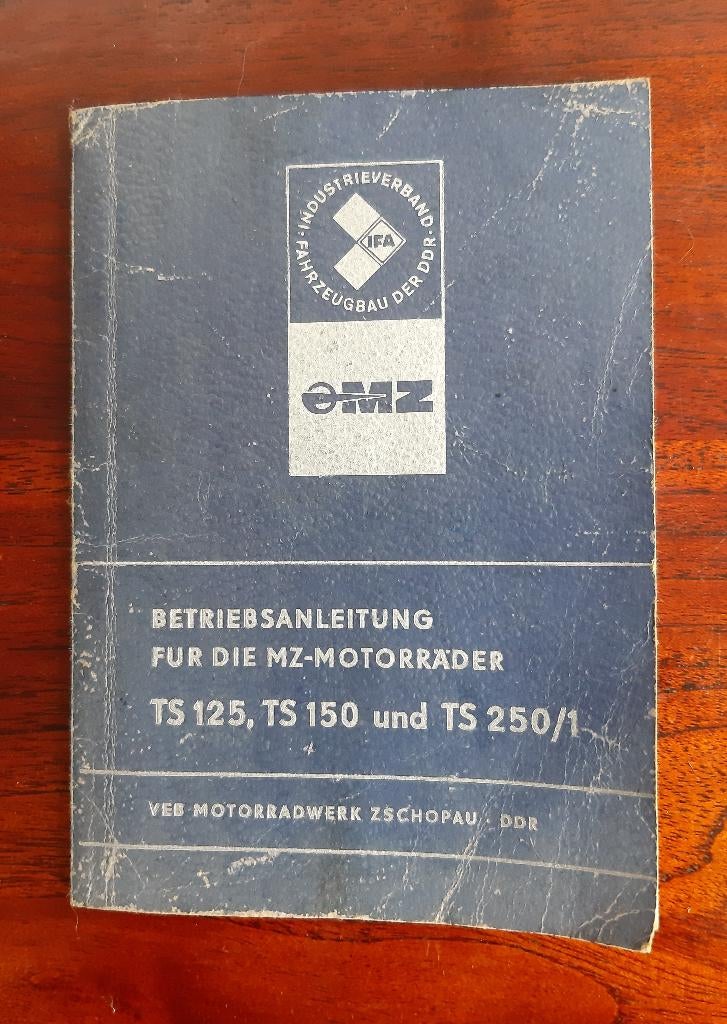 INDUSTRIEVERBAND
FAHRZEUGBAU DER DDR
IFA
MZ
BETRIEBSANLEITUNG
FÜR DIE MZ-MOTORRÄDER
TS 125, TS 150 und TS 250/1
VEB MOTORRADWERK ZSCHOPAU · DDR